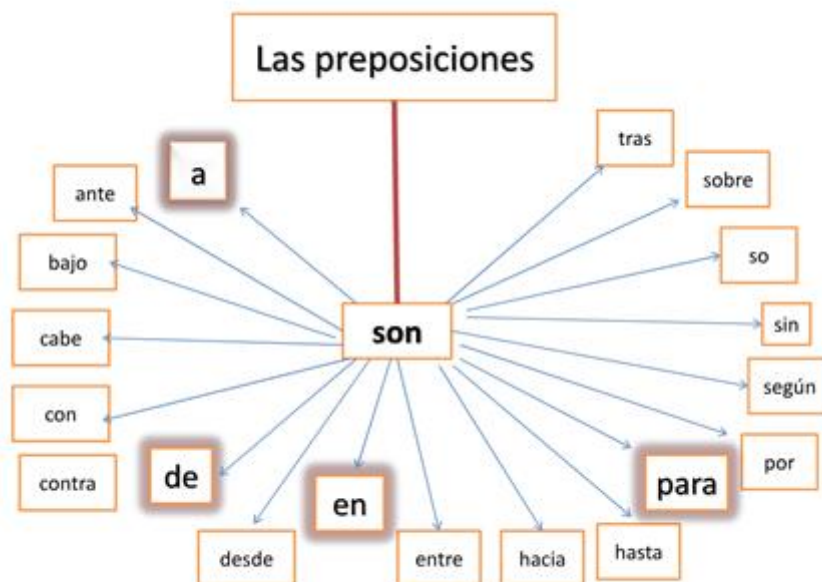 Las preposiciones
son
a
ante
bajo
cabe
con
contra
de
desde
en
entre
hacia
hasta
para
por
según
sin
so
sobre
tras